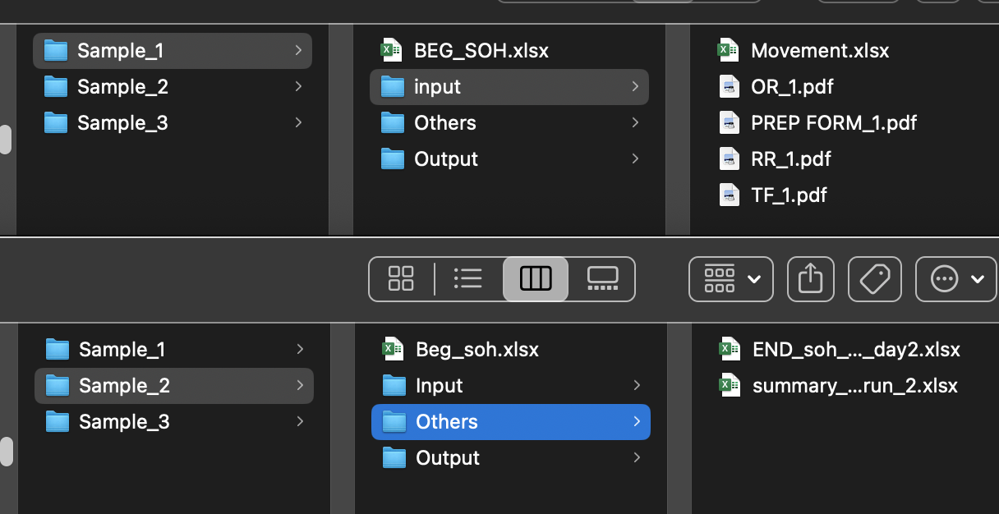 Sample_1
Sample_2
Sample_3
BEG_SOH.xlsx
input
Others
Output
Movement.xlsx
OR_1.pdf
PREP FORM_1.pdf
RR_1.pdf
TF_1.pdf
Sample_1
Sample_2
Sample_3
Beg_soh.xlsx
Input
Others
Output
END_soh_..._day2.xlsx
summary_...run_2.xlsx